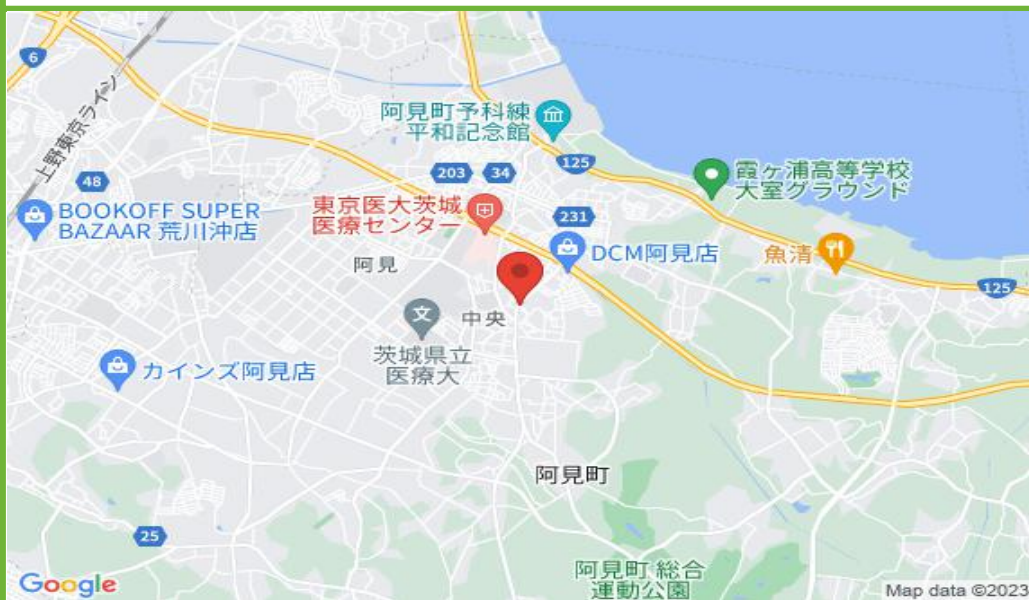 6
上野東京ライン
阿見町予科練
平和記念館
125
203
34
48
霞ヶ浦高等学校
大室グラウンド
BOOKOFF SUPER
BAZAAR 荒川沖店
東京医大茨城
医療センター
231
DCM阿見店
魚清
阿見
125
中央
茨城県立
医療大
カインズ阿見店
阿見町
25
阿見町 総合
運動公園
Google
Map data ©2023